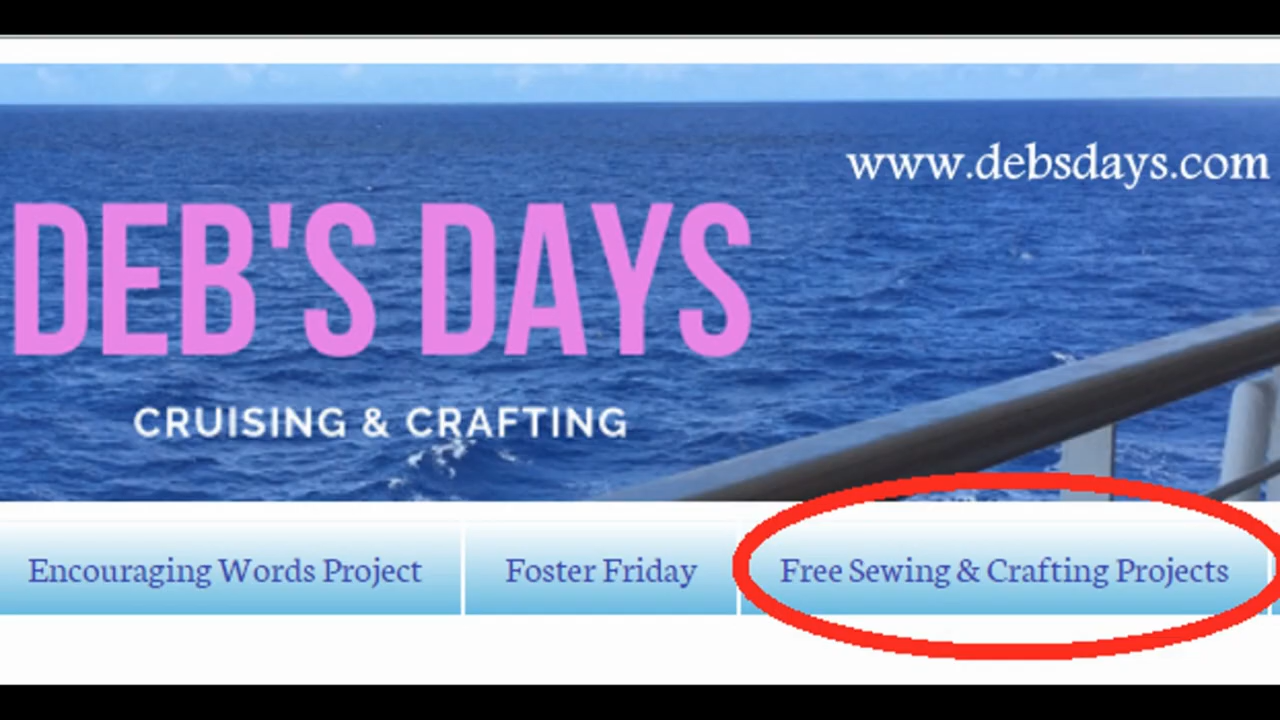 www.debsdays.com
DEB'S DAYS
CRUISING & CRAFTING
Encouraging Words Project
Foster Friday
Free Sewing & Crafting Projects